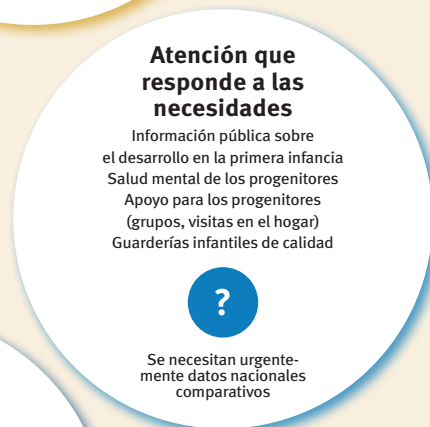 Atención que
responde a las
necesidades
Información pública sobre
el desarrollo en la primera infancia
Salud mental de los progenitores
Apoyo para los progenitores
(grupos, visitas en el hogar)
Guarderías infantiles de calidad
?
Se necesitan urgente-
mente datos nacionales
comparativos